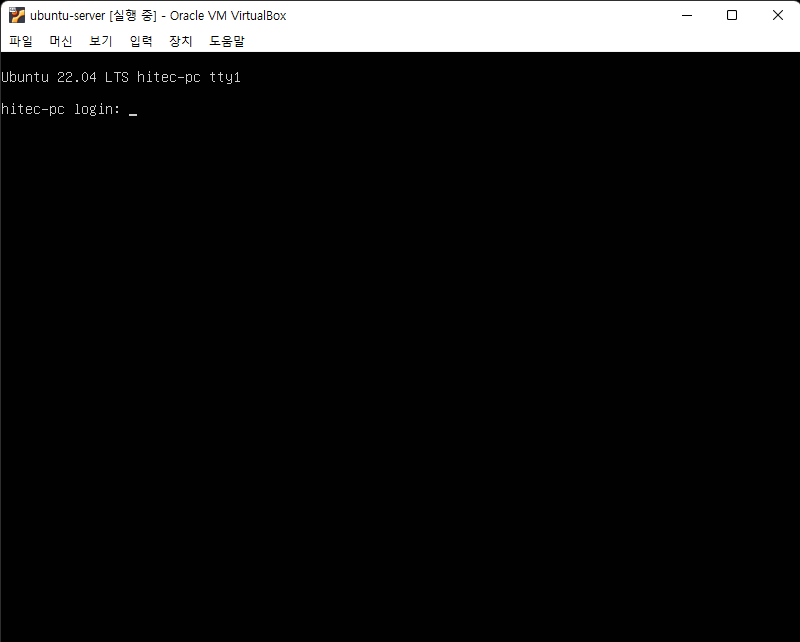 ubuntu-server [실행 중] - Oracle VM VirtualBox
파일 머신 보기 입력 장치 도움말
Ubuntu 22.04 LTS hitec-pc tty1
hitec-pc login: _